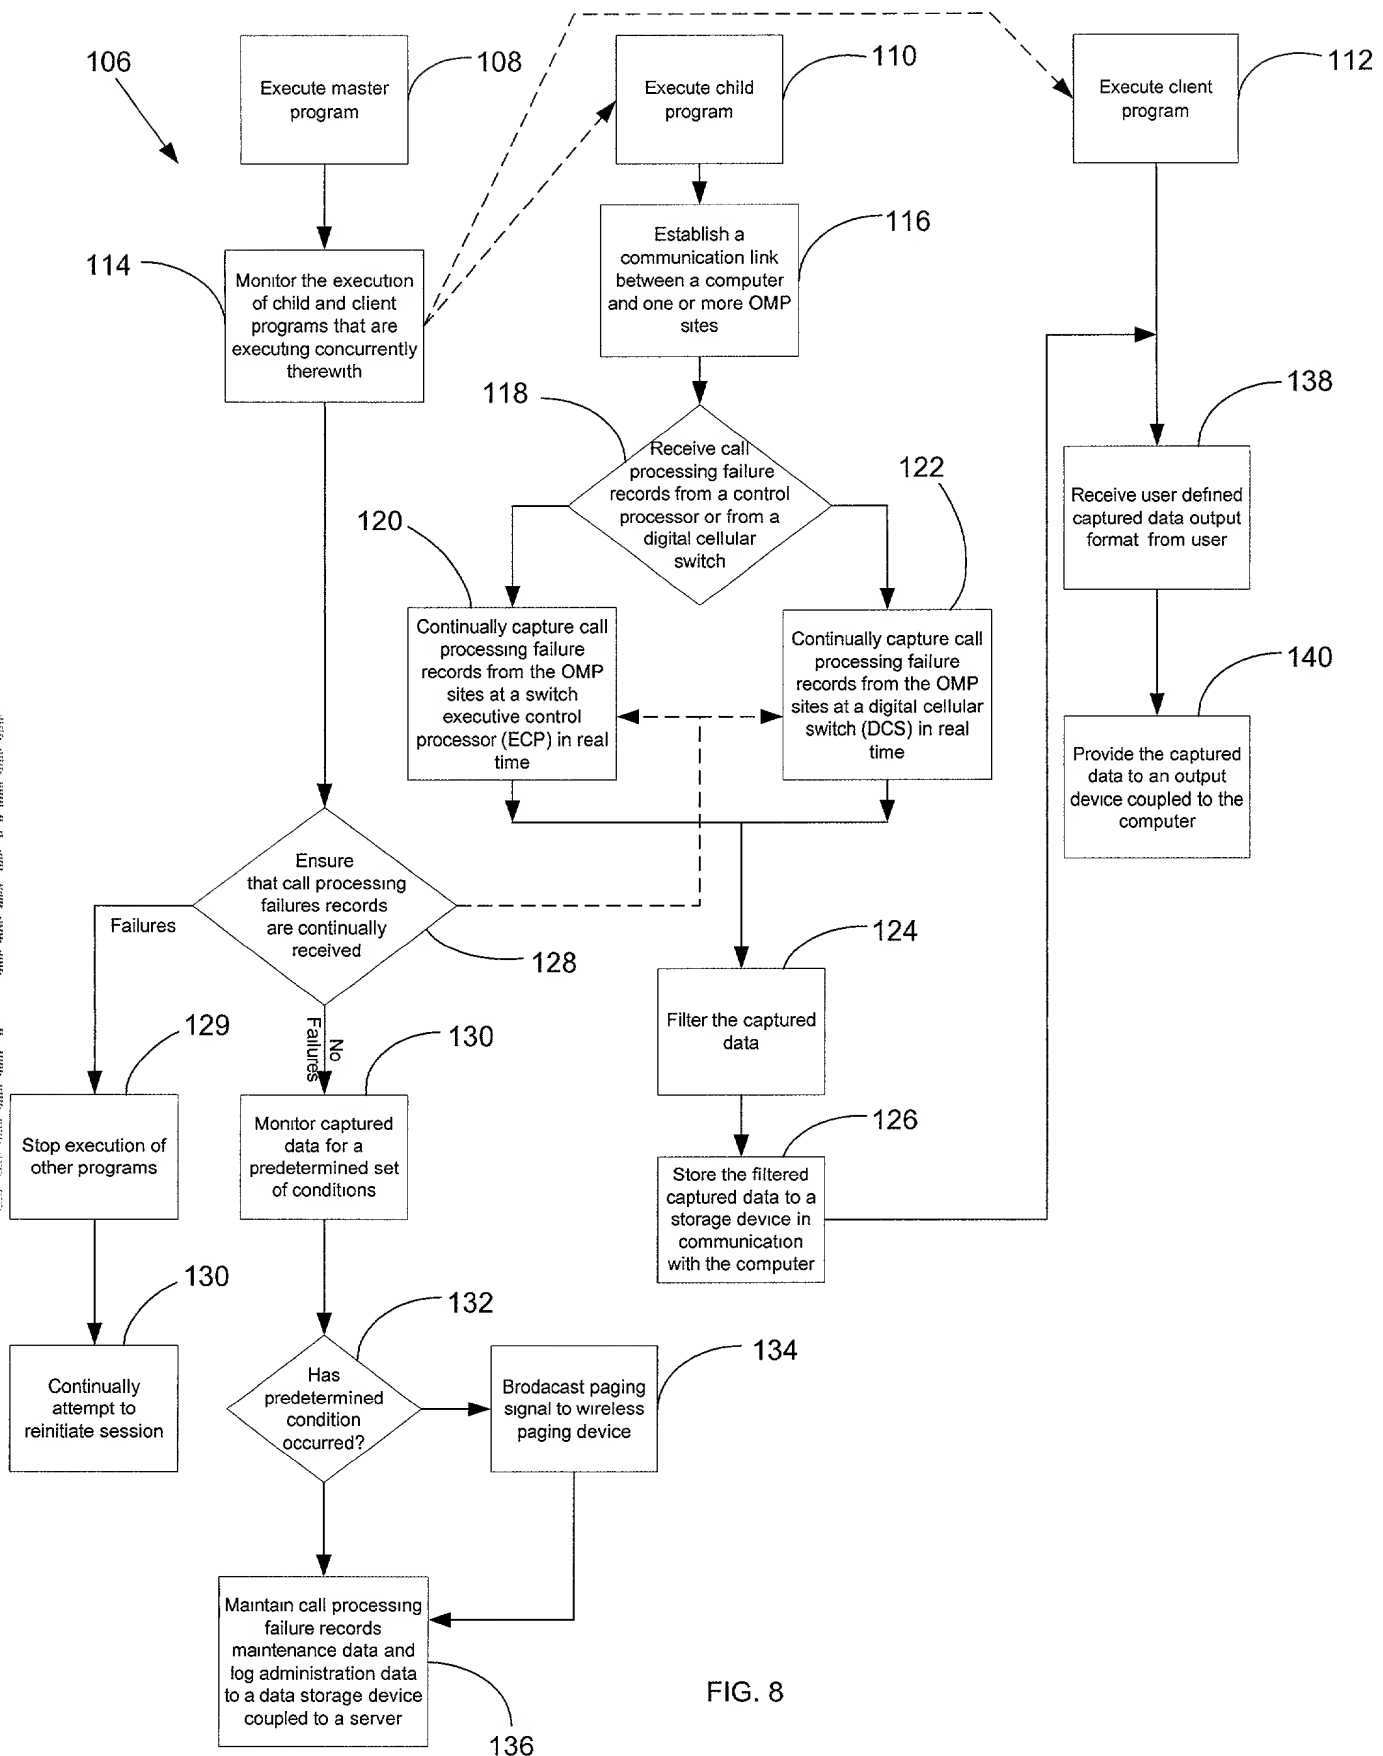 106
Execute master
program
108
Execute child
program
110
Execute client
program
112
114
Monitor the execution
of child and client
programs that are
executing concurrently
therewith
Establish a
communication link
between a computer
and one or more OMP
sites
116
118
Receive call
processing failure
records from a control
processor or from a
digital cellular
switch
120
122
Continually capture call
processing failure
records from the OMP
sites at a switch
executive control
processor (ECP) in real
time
Continually capture call
processing failure
records from the OMP
sites at a digital cellular
switch (DCS) in real
time
138
Receive user defined
captured data output
format from user
140
Provide the captured
data to an output
device coupled to the
computer
Ensure
that call processing
failures records
are continually
received
128
Failures
No
Failures
124
Filter the captured
data
126
Store the filtered
captured data to a
storage device in
communication
with the computer
129
Stop execution of
other programs
130
Monitor captured
data for a
predetermined set
of conditions
130
Continually
attempt to
reinitiate session
132
Has
predetermined
condition
occurred?
134
Brodacast paging
signal to wireless
paging device
Maintain call processing
failure records
maintenance data and
log administration data
to a data storage device
coupled to a server
136
FIG. 8